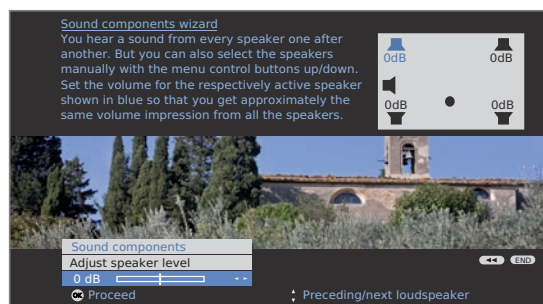 Sound components wizard
You hear a sound from every speaker one after
another. But you can also select the speakers
manually with the menu control buttons up/down.
Set the volume for the respectively active speaker
shown in blue so that you get approximately the
same volume impression from all the speakers.
0dB 0dB
0dB 0dB
Sound components
Adjust speaker level
0 dB
END
OK Proceed
Preceding/next loudspeaker